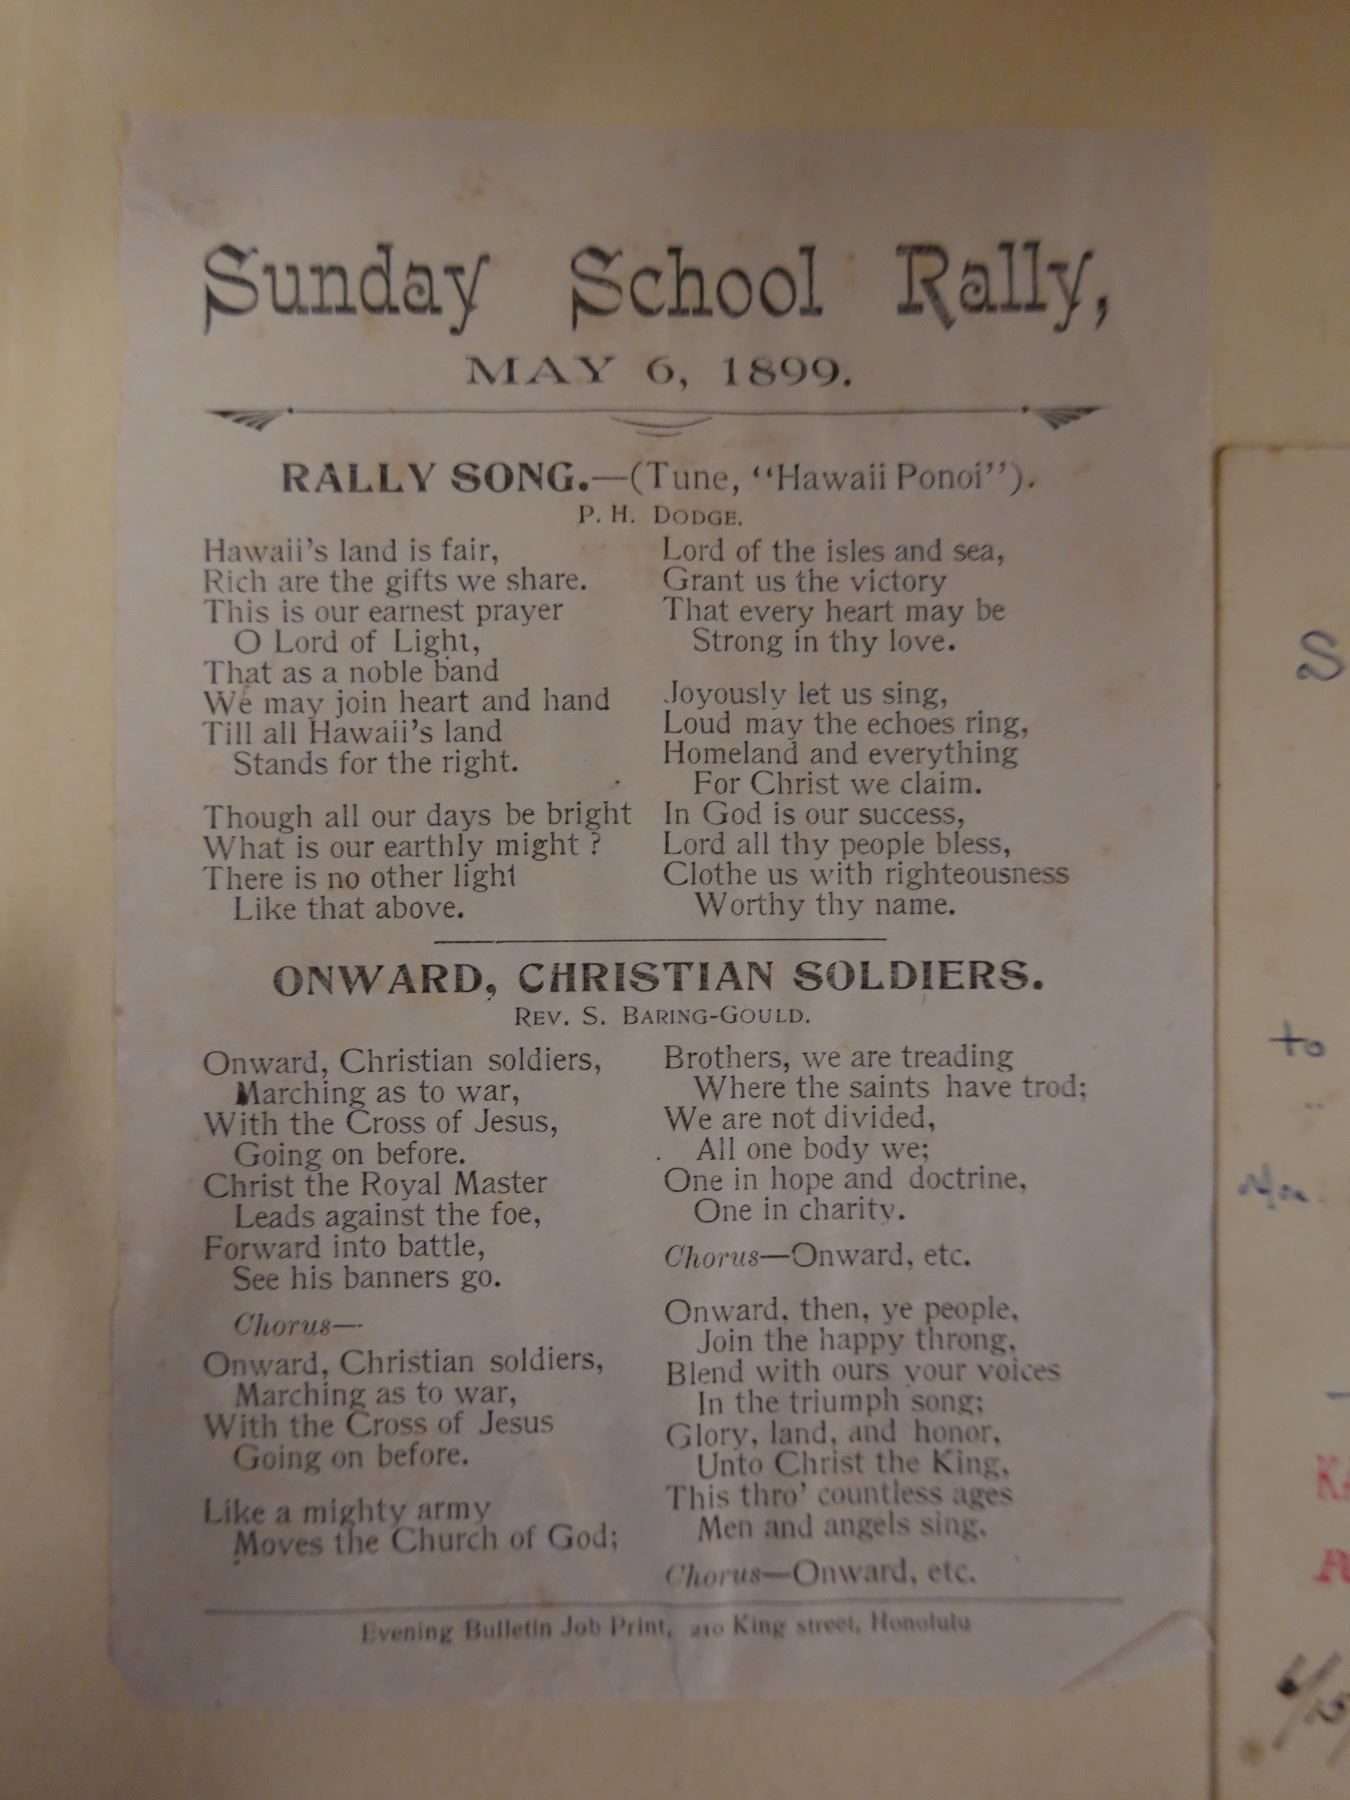 Sunday School Rally,
MAY 6, 1899.
RALLY SONG.—(Tune, "Hawaii Ponoi").
P. H. DODGE.
Hawaii's land is fair,
Rich are the gifts we share.
This is our earnest prayer
O Lord of Light,
That as a noble band
We may join heart and hand
Till all Hawaii's land
Stands for the right.
Though all our days be bright
What is our earthly might ?
There is no other light
Like that above.
Lord of the isles and sea,
Grant us the victory
That every heart may be
Strong in thy love.
Joyously let us sing,
Loud may the echoes ring,
Homeland and everything
For Christ we claim.
In God is our success,
Lord all thy people bless,
Clothe us with righteousness
Worthy thy name.
ONWARD, CHRISTIAN SOLDIERS.
REV. S. BARING-GOULD.
Onward, Christian soldiers,
Marching as to war,
With the Cross of Jesus,
Going on before.
Christ the Royal Master
Leads against the foe,
Forward into battle,
See his banners go.
Chorus—
Onward, Christian soldiers,
Marching as to war,
With the Cross of Jesus
Going on before.
Like a mighty army
Moves the Church of God;
Brothers, we are treading
Where the saints have trod;
We are not divided,
All one body we;
One in hope and doctrine,
One in charity.
Chorus—Onward, etc.
Onward, then, ye people,
Join the happy throng,
Blend with ours your voices
In the triumph song;
Glory, land, and honor,
Unto Christ the King,
This thro' countless ages
Men and angels sing.
Chorus—Onward, etc.
Evening Bulletin Job Print, 210 King street, Honolulu
S
to